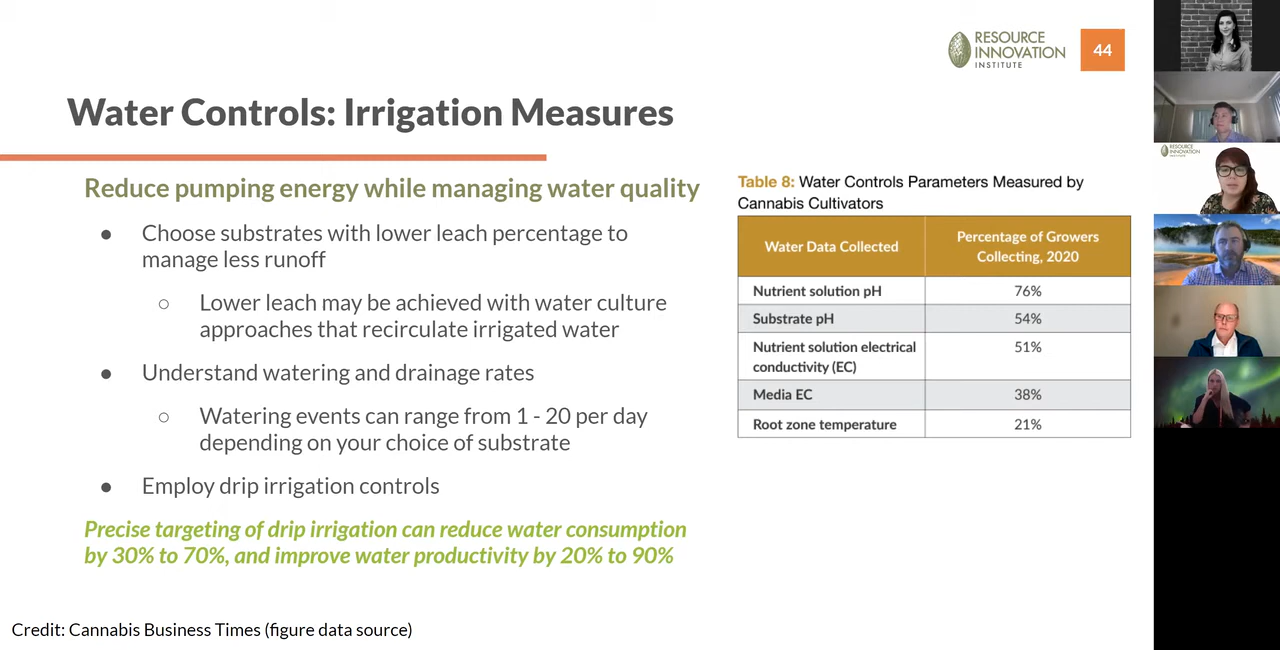 RESOURCE
INNOVATION
INSTITUTE
44
Water Controls: Irrigation Measures
Reduce pumping energy while managing water quality
● Choose substrates with lower leach percentage to
manage less runoff
○ Lower leach may be achieved with water culture
approaches that recirculate irrigated water
● Understand watering and drainage rates
○ Watering events can range from 1 - 20 per day
depending on your choice of substrate
● Employ drip irrigation controls
Precise targeting of drip irrigation can reduce water consumption
by 30% to 70%, and improve water productivity by 20% to 90%
Table 8: Water Controls Parameters Measured by
Cannabis Cultivators
Water Data Collected
Percentage of Growers
Collecting, 2020
Nutrient solution pH 76%
Substrate pH 54%
Nutrient solution electrical 51%
conductivity (EC)
Media EC 38%
Root zone temperature 21%
Credit: Cannabis Business Times (figure data source)
RESOURCE
INNOVATION
INSTITUTE